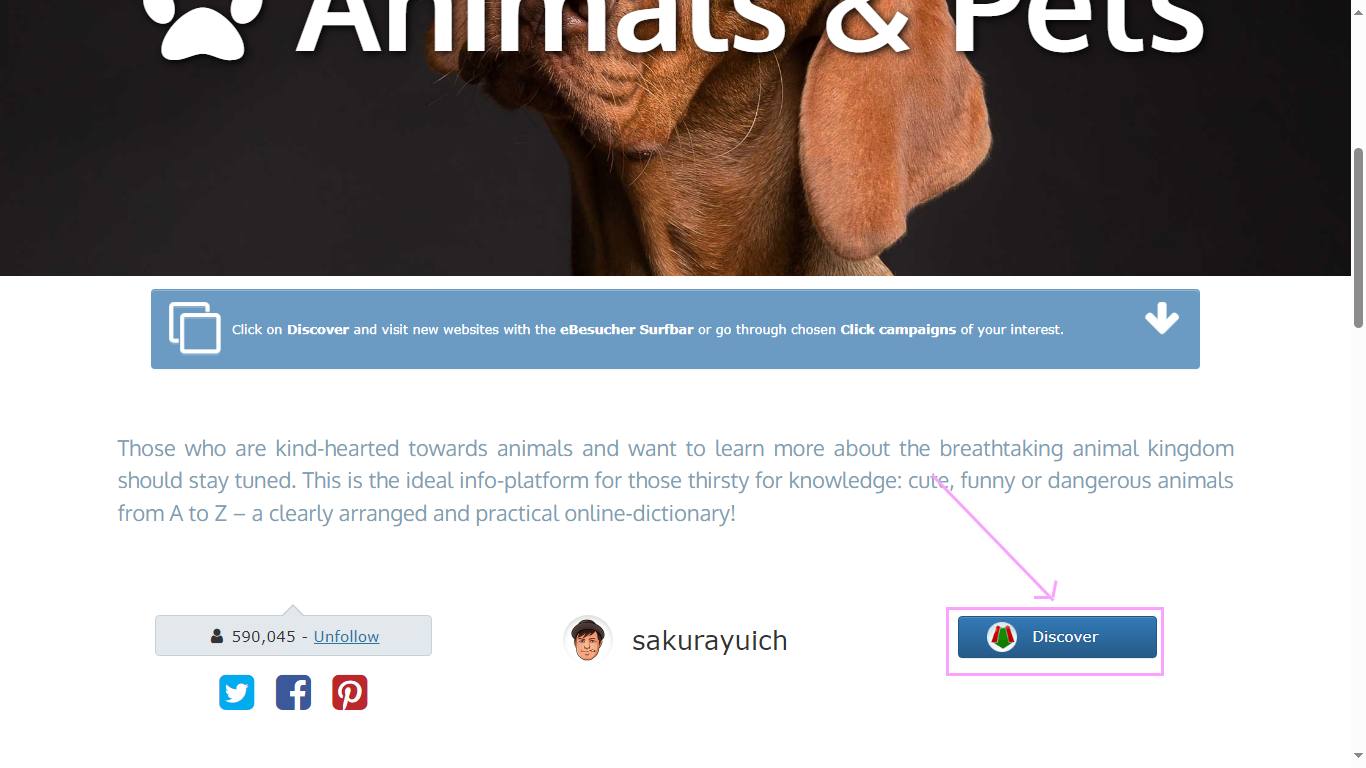 Animals & Pets
Click on Discover and visit new websites with the eBesucher Surfbar or go through chosen Click campaigns of your interest.
Those who are kind-hearted towards animals and want to learn more about the breathtaking animal kingdom
should stay tuned. This is the ideal info-platform for those thirsty for knowledge: cute, funny or dangerous animals
from A to Z – a clearly arranged and practical online-dictionary!
590,045 - Unfollow
sakurayuich
Discover